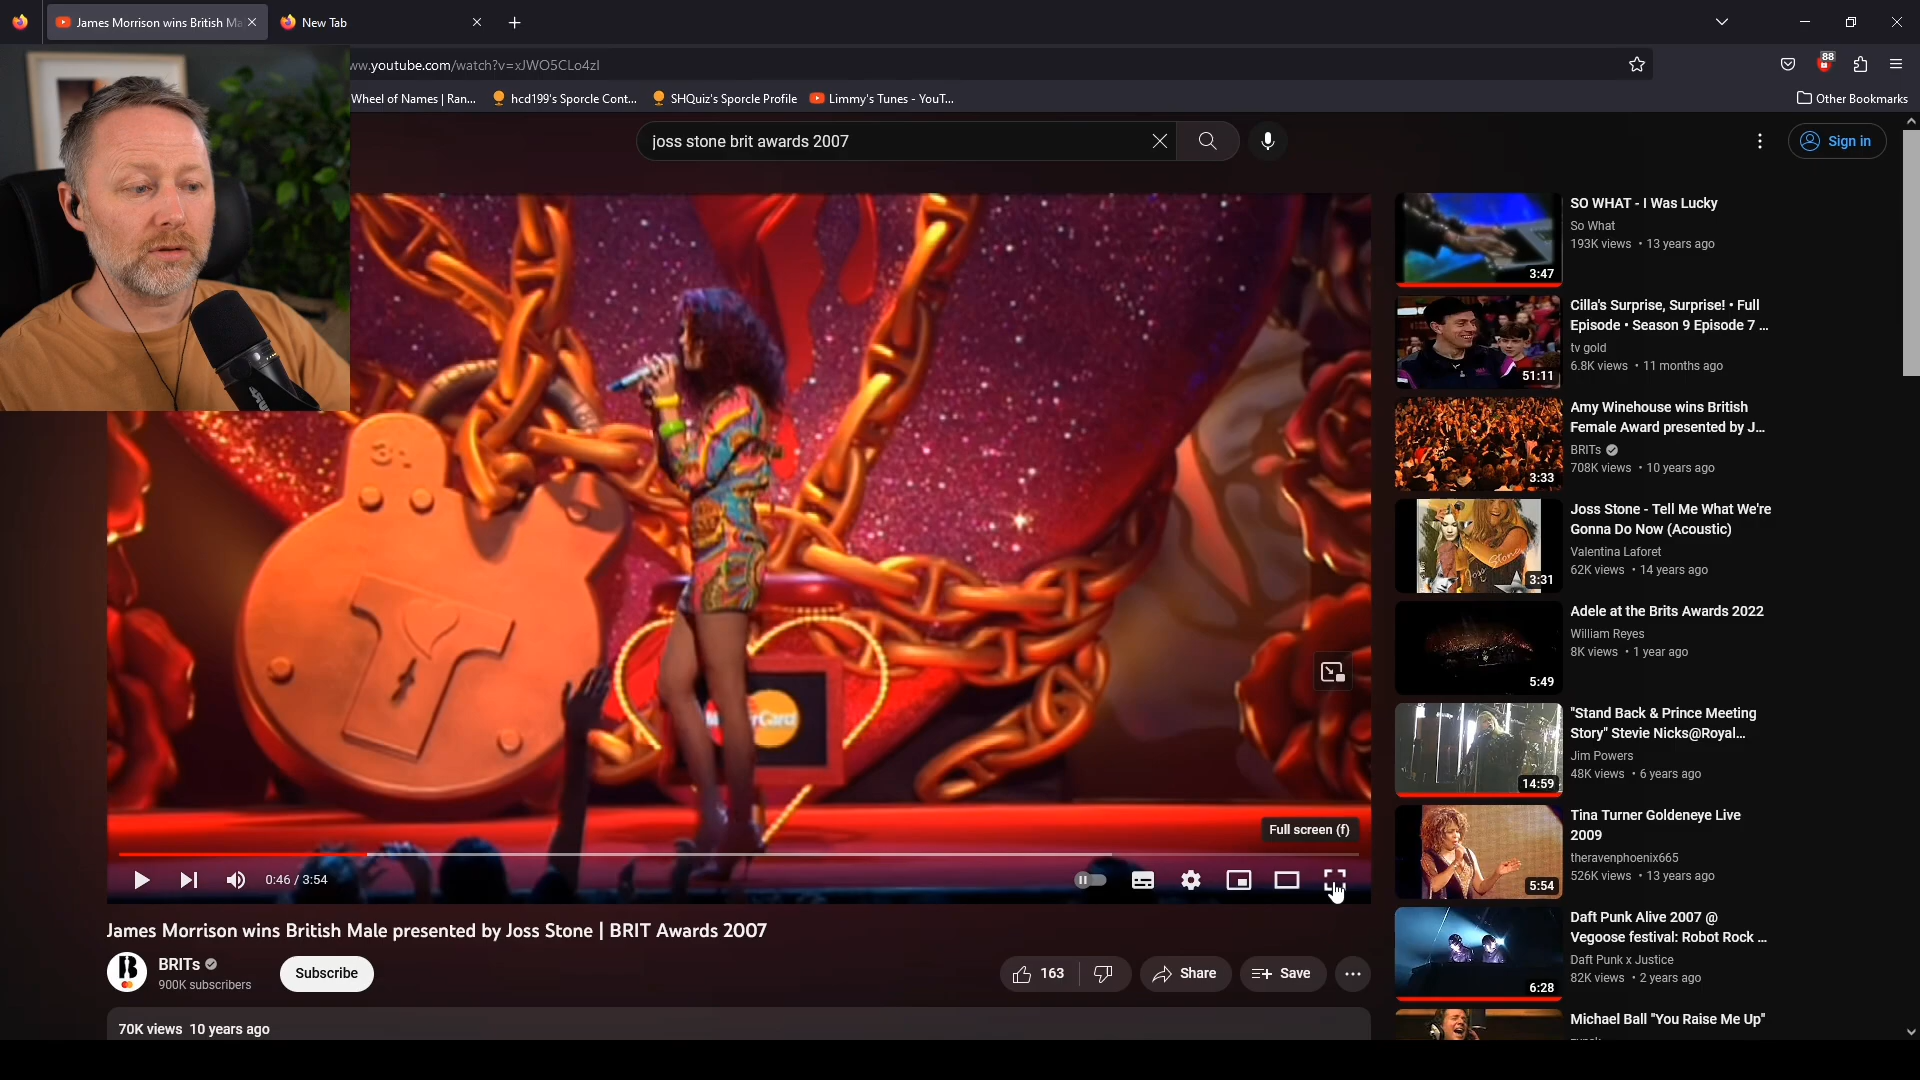 James Morrison wins British Ma
New Tab
ww.youtube.com/watch?v=xJWO5CLo4zI
88
Wheel of Names | Ran...
hcd199's Sporcle Cont...
SHQuiz's Sporcle Profile
Limmy's Tunes - YouT...
Other Bookmarks
joss stone brit awards 2007
Sign in
31
MasterCard
Full screen (f)
0:46 / 3:54
James Morrison wins British Male presented by Joss Stone | BRIT Awards 2007
BRITs
900K subscribers
Subscribe
163
Share
Save
70K views 10 years ago
3:47
SO WHAT - I Was Lucky
So What
193K views • 13 years ago
51:11
Cilla's Surprise, Surprise! • Full
Episode • Season 9 Episode 7 ...
tv gold
6.8K views • 11 months ago
3:33
Amy Winehouse wins British
Female Award presented by J...
BRITs
708K views • 10 years ago
3:31
Joss Stone - Tell Me What We're
Gonna Do Now (Acoustic)
Valentina Laforet
62K views • 14 years ago
5:49
Adele at the Brits Awards 2022
William Reyes
8K views • 1 year ago
14:59
"Stand Back & Prince Meeting
Story" Stevie Nicks@Royal...
Jim Powers
48K views • 6 years ago
5:54
Tina Turner Goldeneye Live
2009
theravenphoenix665
526K views • 13 years ago
6:28
Daft Punk Alive 2007 @
Vegoose festival: Robot Rock ...
Daft Punk x Justice
82K views • 2 years ago
Michael Ball "You Raise Me Up"